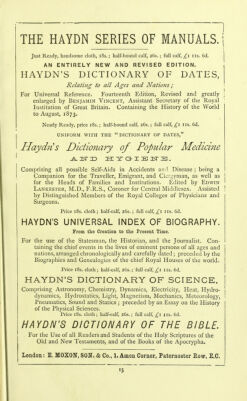 THE HAYDN SERIES OF MANUALS.
Just Ready, handsome cloth, 18s. ; half-bound calf, 26s. ; full calf, £1 11s. 6d.
AN ENTIRELY NEW AND REVISED EDITION.
HAYDN'S DICTIONARY OF DATES,
Relating to all Ages and Nations ;
For Universal Reference. Fourteenth Edition, Revised and greatly
enlarged by BENJAMIN VINCENT, Assistant Secretary of the Royal
Institution of Great Britain. Containing the History of the World
to August, 1873.
Nearly Ready, price 18s. ; half-bound calf, 26s. ; full calf, £1 11s. 6d.
UNIFORM WITH THE "DICTIONARY OF DATES,"
Haydn's Dictionary of Popular Medicine
AND HYGIENE.
Comprising all possible Self-Aids in Accidents and Disease ; being a
Companion for the Traveller, Emigrant, and Clergyman, as well as
for the Heads of Families and Institutions. Edited by EDWIN
LANKESTER, M.D., F.R.S., Coroner for Central Middlesex. Assisted
by Distinguished Members of the Royal Colleges of Physicians and
Surgeons.
Price 18s. cloth ; half-calf, 26s. ; full calf, £1 11s. 6d.
HAYDN'S UNIVERSAL INDEX OF BIOGRAPHY.
From the Creation to the Present Time.
For the use of the Statesman, the Historian, and the Journalist. Con-
taining the chief events in the lives of eminent persons of all ages and
nations, arranged chronologically and carefully dated ; preceded by the
Biographies and Genealogies of the chief Royal Houses of the world.
Price 18s. cloth ; half-calf, 26s. ; full calf, £1 11s. 6d.
HAYDN'S DICTIONARY OF SCIENCE.
Comprising Astronomy, Chemistry, Dynamics, Electricity, Heat, Hydro-
dynamics, Hydrostatics, Light, Magnetism, Mechanics, Meteorology,
Pneumatics, Sound and Statics ; preceded by an Essay on the History
of the Physical Sciences.
Price 18s. cloth ; half-calf, 26s. ; full calf, £1 11s. 6d.
HAYDN'S DICTIONARY OF THE BIBLE.
For the Use of all Readers and Students of the Holy Scriptures of the
Old and New Testaments, and of the Books of the Apocrypha.
London : E. MOXON, SON, & Co., 1, Amen Corner, Paternoster Row, E.C.
15